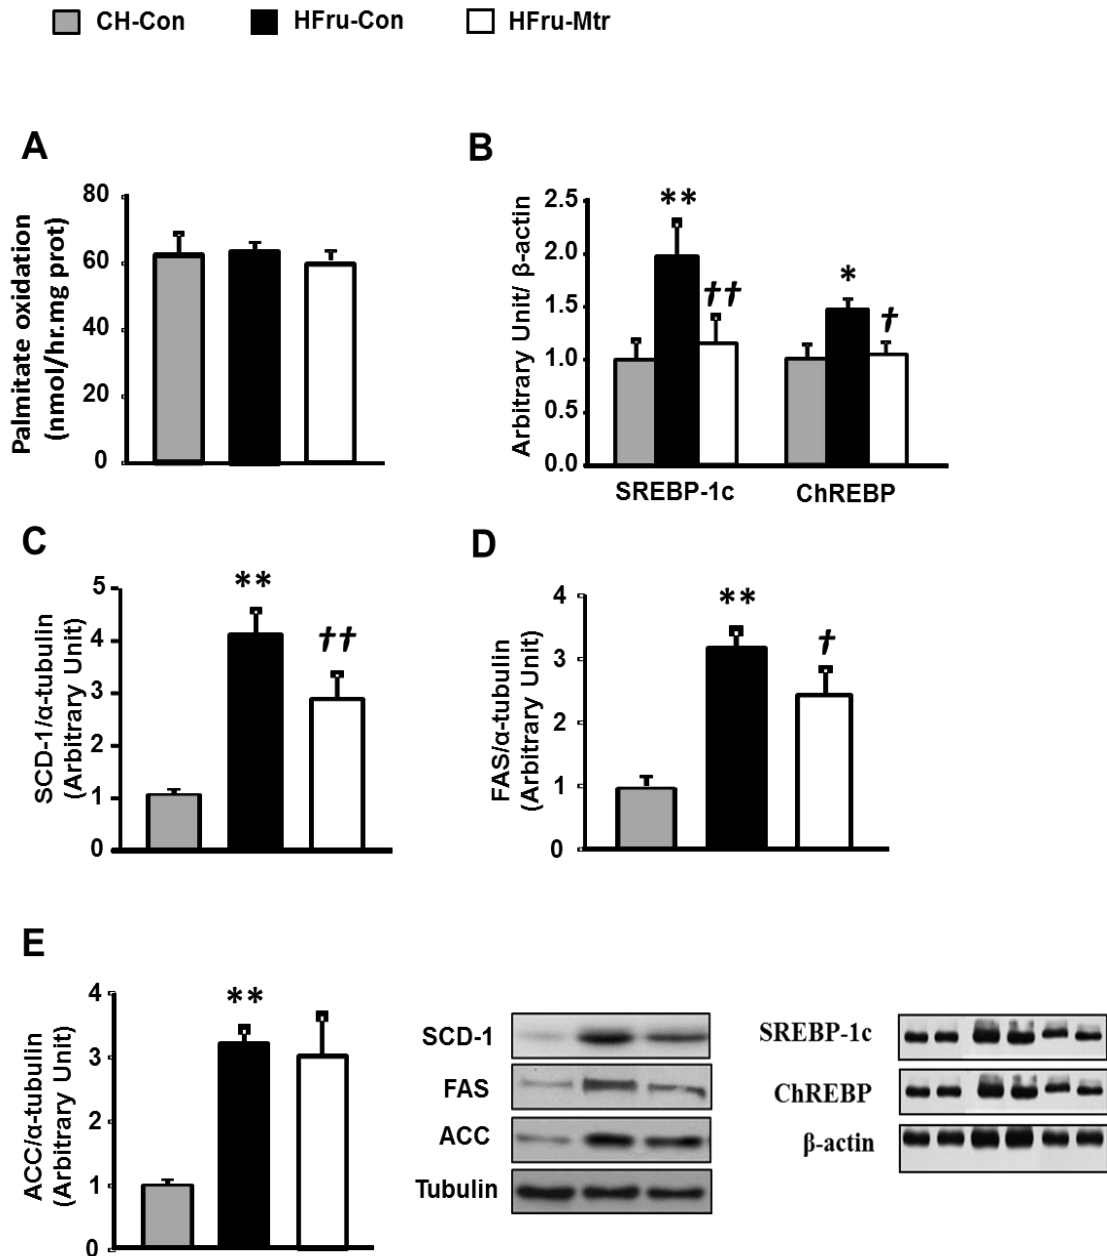 CH-Con HFru-Con HFru-Mtr
A
Palmitate oxidation
(nmol/hr.mg prot)
80
60
40
20
0
B
Arbitrary Unit/ β-actin
2.5
2.0
1.5
1.0
0.5
0.0
**
††
*
†
SREBP-1c ChREBP
C
SCD-1/α-tubulin
(Arbitrary Unit)
5
4
3
2
1
0
**
††
D
FAS/α-tubulin
(Arbitrary Unit)
4
3
2
1
0
**
†
E
ACC/α-tubulin
(Arbitrary Unit)
4
3
2
1
0
**
SCD-1
FAS
ACC
Tubulin
SREBP-1c
ChREBP
β-actin